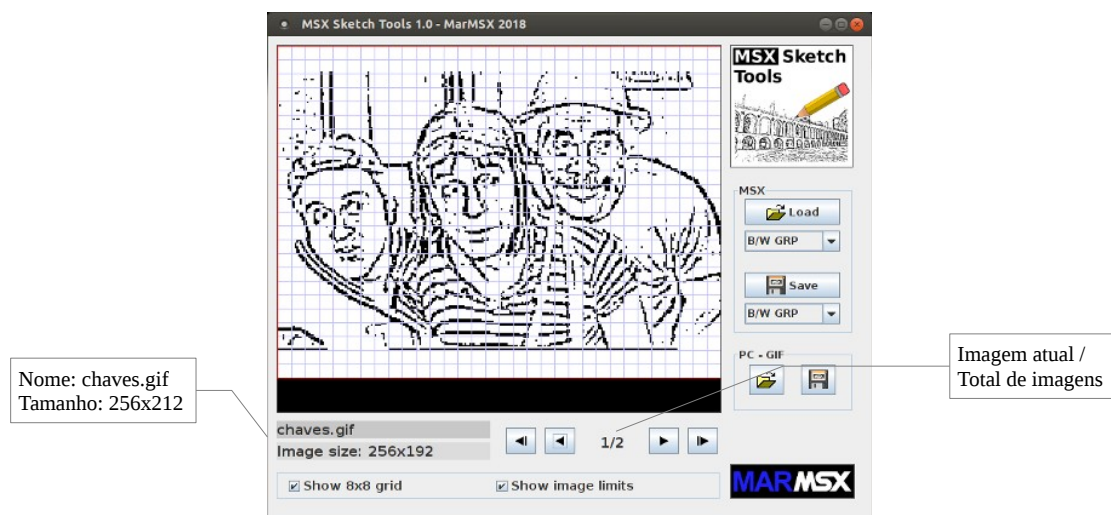 MSX Sketch Tools 1.0 - MarMSX 2018
MSX Sketch
Tools
MSX
Load
B/W GRP
Save
B/W GRP
PC - GIF
Imagem atual /
Total de imagens
Nome: chaves.gif
Tamanho: 256x212
chaves.gif
Image size: 256x192
1/2
Show 8x8 grid
Show image limits
MARMSX